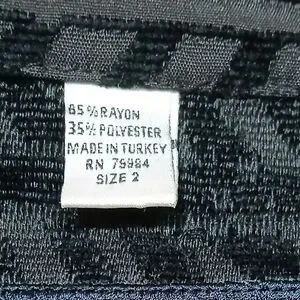 65%RAYON
35%POLYESTER
MADE IN TURKEY
RN 79984
SIZE 2